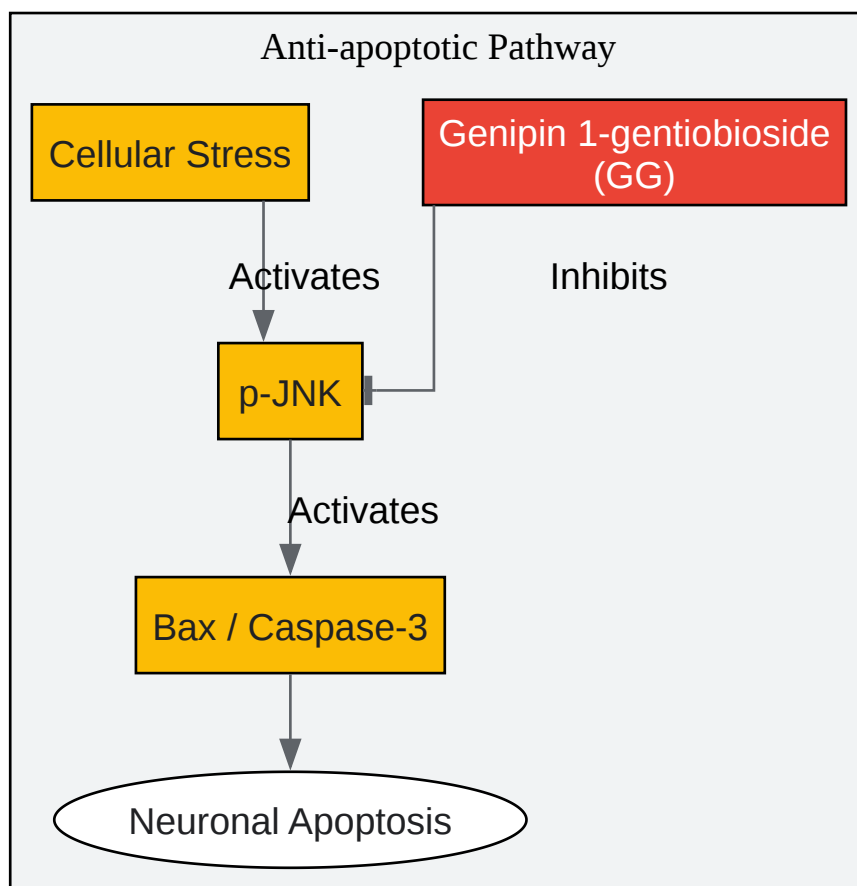 Anti-apoptotic Pathway
Cellular Stress
Genipin 1-gentiobioside
(GG)
Activates
Inhibits
p-JNK
Activates
Bax / Caspase-3
Neuronal Apoptosis